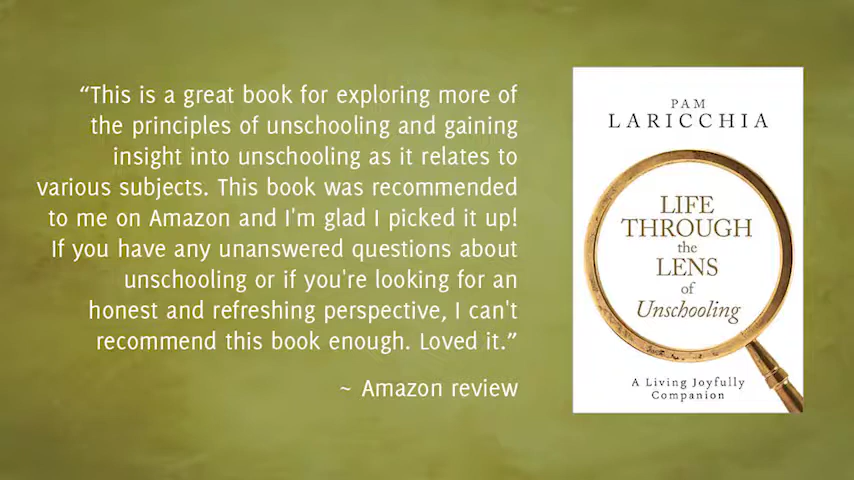 “This is a great book for exploring more of
the principles of unschooling and gaining
insight into unschooling as it relates to
various subjects. This book was recommended
to me on Amazon and I'm glad I picked it up!
If you have any unanswered questions about
unschooling or if you're looking for an
honest and refreshing perspective, I can't
recommend this book enough. Loved it.”
~ Amazon review
PAM
LARICCHIA
LIFE
THROUGH
the
LENS
of
Unschooling
A Living Joyfully
Companion